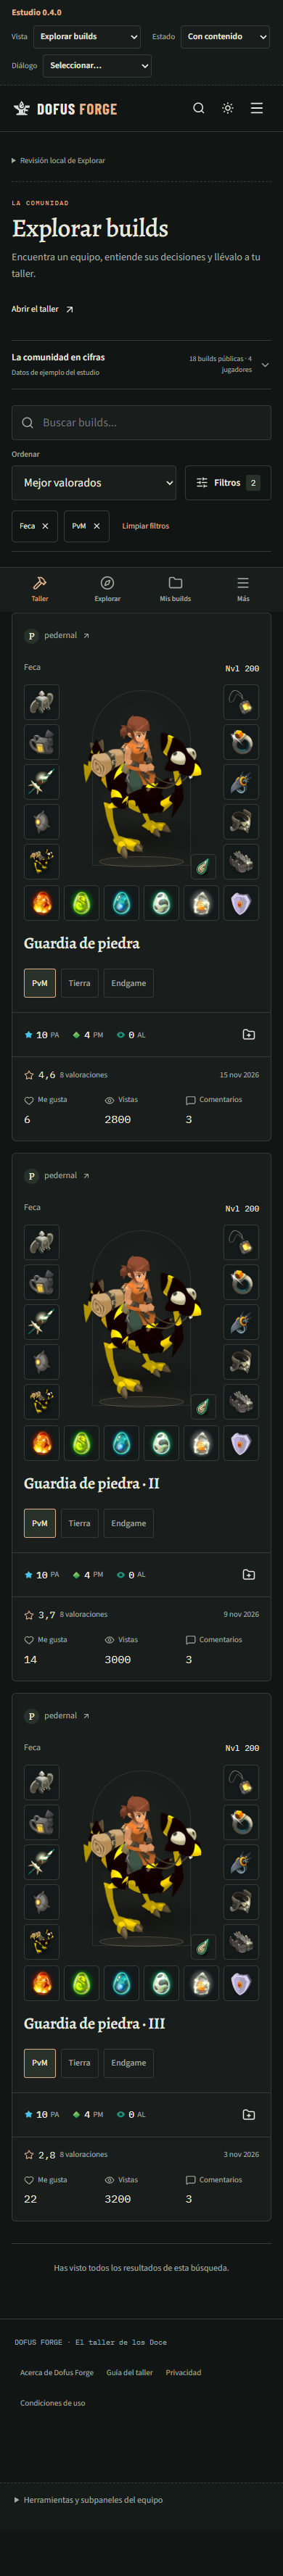 Estudio 0.4.0
Vista Explorar builds Estado Con contenido
Diálogo Seleccionar...
DOFUS FORGE
Revisión local de Explorar
LA COMUNIDAD
Explorar builds
Encuentra un equipo, entiende sus decisiones y llévalo a tu
taller.
Abrir el taller
La comunidad en cifras
Datos de ejemplo del estudio
18 builds públicas · 4
jugadores
Buscar builds...
Ordenar
Mejor valorados Filtros 2
Feca PvM Limpiar filtros
Taller Explorar Mis builds Más
P pedernal
Feca Nvl 200
Guardia de piedra
PvM Tierra Endgame
10 PA 4 PM 0 AL
4,6 8 valoraciones 15 nov 2026
Me gusta Vistas Comentarios
6 2800 3
P pedernal
Feca Nvl 200
Guardia de piedra · II
PvM Tierra Endgame
10 PA 4 PM 0 AL
3,7 8 valoraciones 9 nov 2026
Me gusta Vistas Comentarios
14 3000 3
P pedernal
Feca Nvl 200
Guardia de piedra · III
PvM Tierra Endgame
10 PA 4 PM 0 AL
2,8 8 valoraciones 3 nov 2026
Me gusta Vistas Comentarios
22 3200 3
Has visto todos los resultados de esta búsqueda.
DOFUS FORGE · El taller de los Doce
Acerca de Dofus Forge Guía del taller Privacidad
Condiciones de uso
Herramientas y subpaneles del equipo